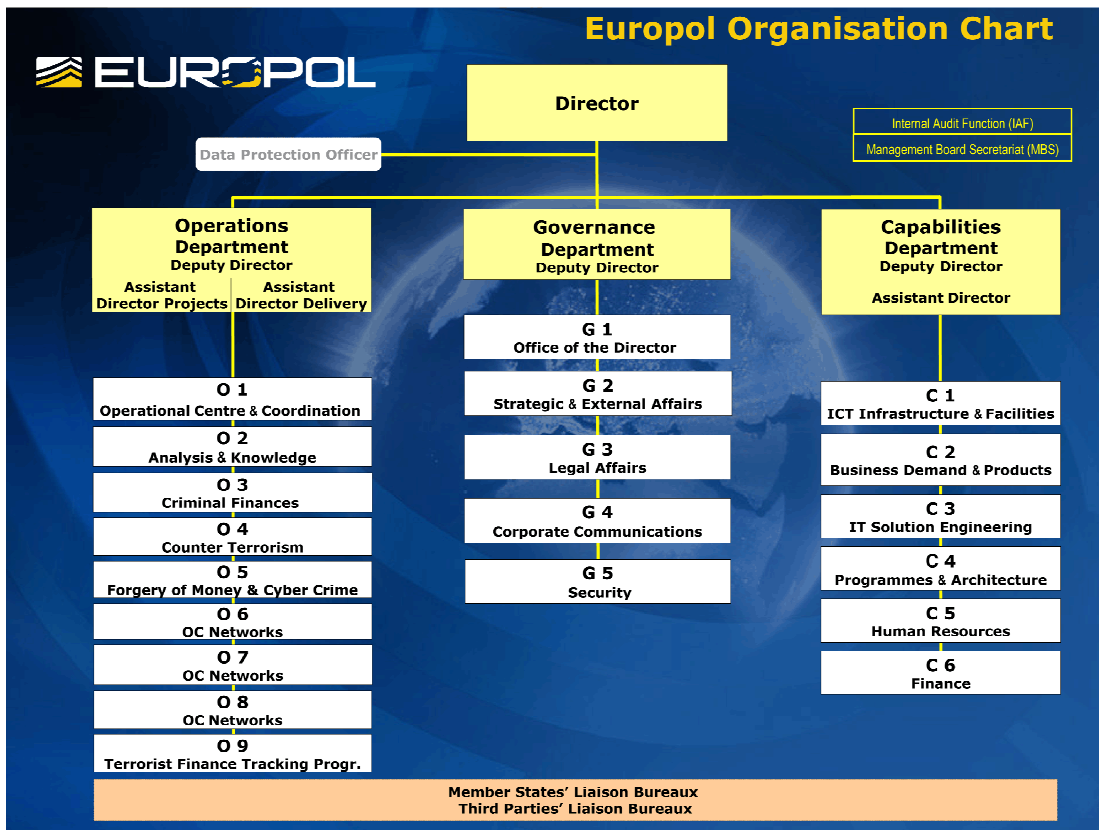 Europol Organisation Chart
EUROPOL
Director
Internal Audit Function (IAF)
Management Board Secretariat (MBS)
Data Protection Officer
Operations
Department
Deputy Director
Assistant
Director Projects
Assistant
Director Delivery
Governance
Department
Deputy Director
Capabilities
Department
Deputy Director
Assistant Director
O 1
Operational Centre & Coordination
O 2
Analysis & Knowledge
O 3
Criminal Finances
O 4
Counter Terrorism
O 5
Forgery of Money & Cyber Crime
O 6
OC Networks
O 7
OC Networks
O 8
OC Networks
O 9
Terrorist Finance Tracking Progr.
G 1
Office of the Director
G 2
Strategic & External Affairs
G 3
Legal Affairs
G 4
Corporate Communications
G 5
Security
C 1
ICT Infrastructure & Facilities
C 2
Business Demand & Products
C 3
IT Solution Engineering
C 4
Programmes & Architecture
C 5
Human Resources
C 6
Finance
Member States’ Liaison Bureaux
Third Parties’ Liaison Bureaux